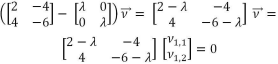 ([2 -4; 4 -6] - [λ 0; 0 λ]) v⃗ = [2-λ -4; 4 -6-λ] v⃗ =
[2-λ -4; 4 -6-λ] [v₁,₁; v₁,₂] = 0